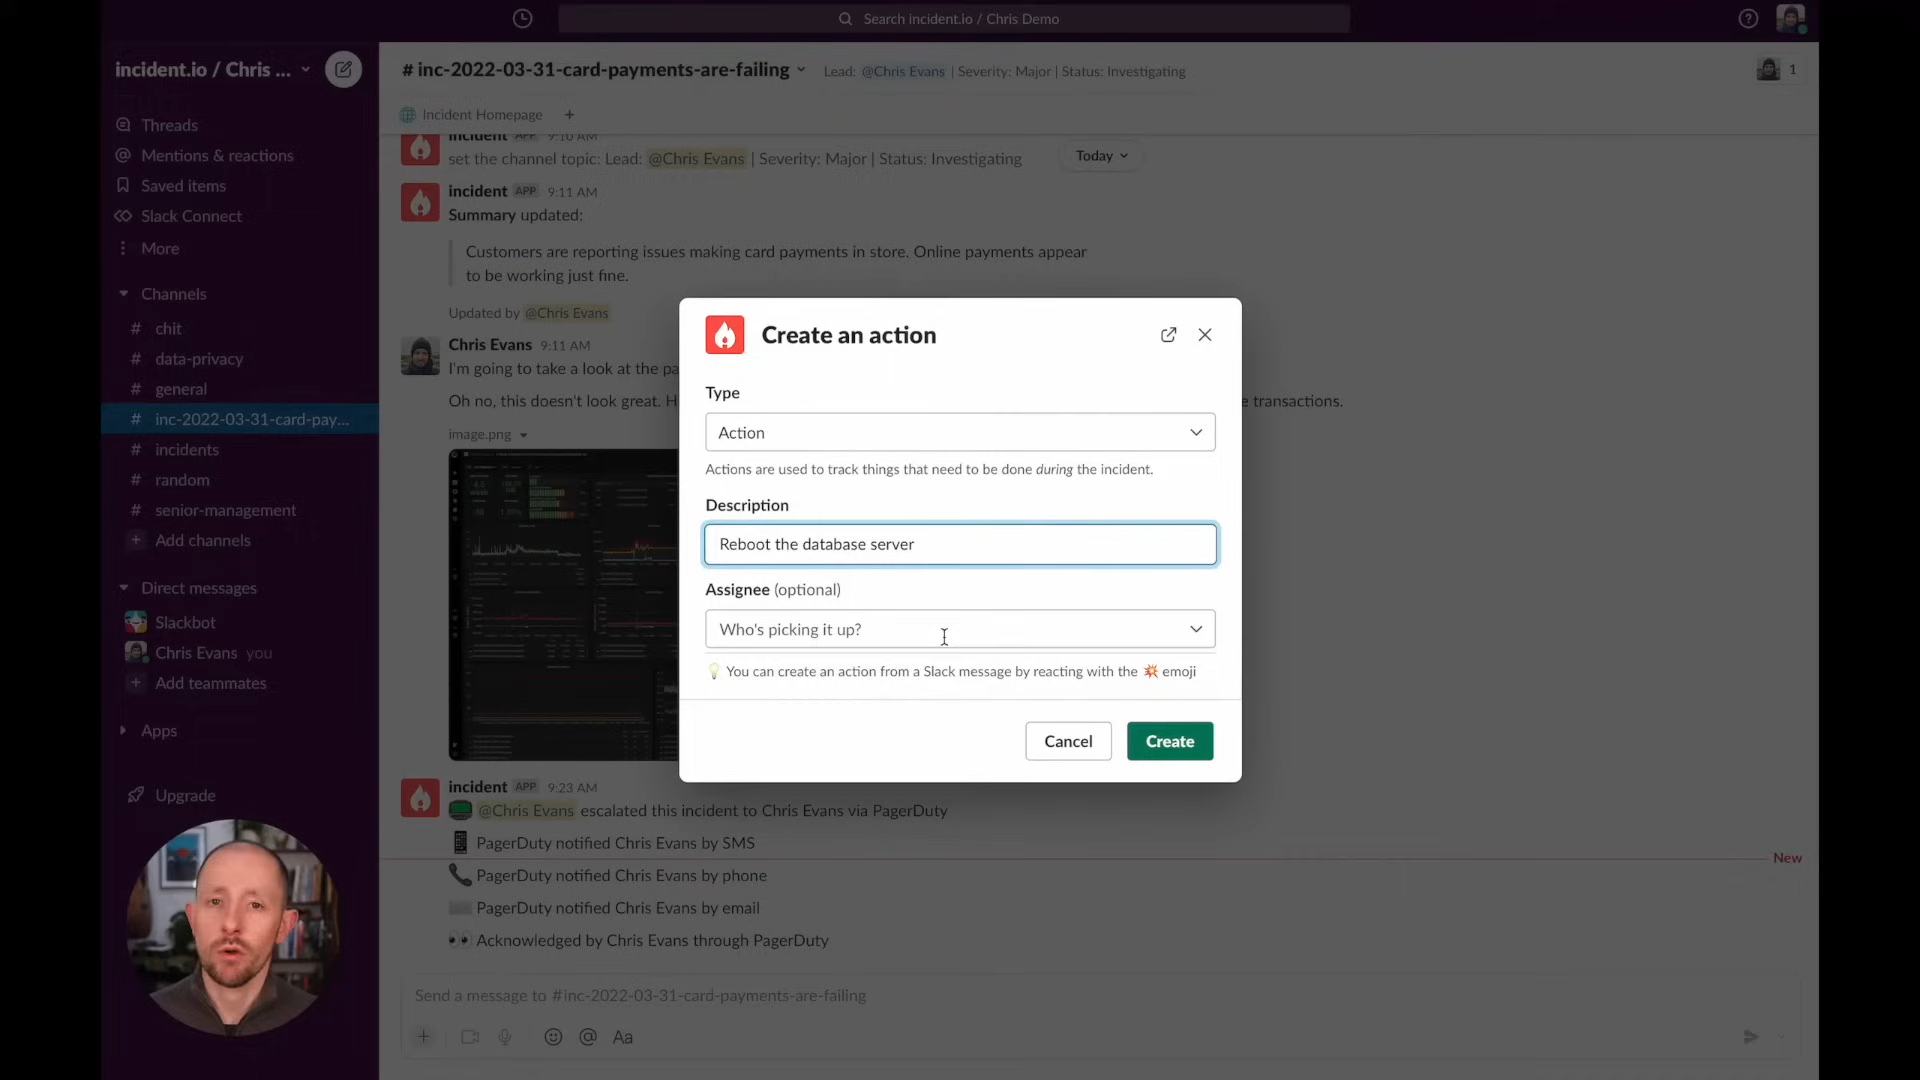 Search incident.io / Chris Demo
incident.io / Chris ...
Threads
Mentions & reactions
Saved items
Slack Connect
More
Channels
# chit
# data-privacy
# general
# inc-2022-03-31-card-pay...
# incidents
# random
# senior-management
+ Add channels
Direct messages
Slackbot
Chris Evans you
+ Add teammates
Apps
Upgrade
# inc-2022-03-31-card-payments-are-failing
Lead: @Chris Evans | Severity: Major | Status: Investigating
1
Incident Homepage +
incident APP 9:10 AM
set the channel topic: Lead: @Chris Evans | Severity: Major | Status: Investigating
Today
incident APP 9:11 AM
Summary updated:
Customers are reporting issues making card payments in store. Online payments appear
to be working just fine.
Updated by @Chris Evans
Chris Evans 9:11 AM
I'm going to take a look at the pa
Oh no, this doesn't look great. H
e transactions.
image.png
Create an action
Type
Action
Actions are used to track things that need to be done during the incident.
Description
Reboot the database server
Assignee (optional)
Who's picking it up?
💡 You can create an action from a Slack message by reacting with the 💥 emoji
Cancel
Create
incident APP 9:23 AM
@Chris Evans escalated this incident to Chris Evans via PagerDuty
PagerDuty notified Chris Evans by SMS
New
PagerDuty notified Chris Evans by phone
PagerDuty notified Chris Evans by email
Acknowledged by Chris Evans through PagerDuty
Send a message to #inc-2022-03-31-card-payments-are-failing
Aa